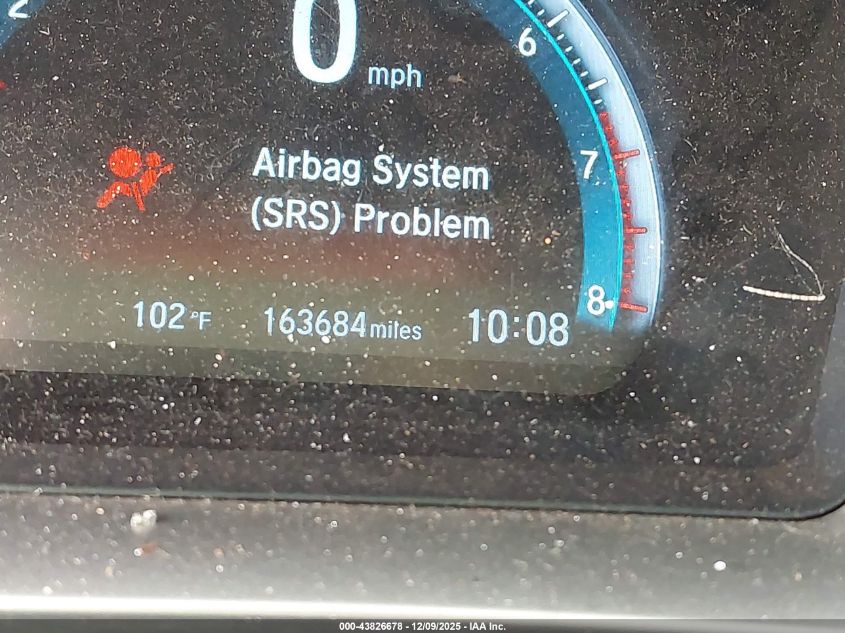 2
0 mph
6
7
8
Airbag System
(SRS) Problem
102°F 163684 miles 10:08
000-43826678 - 12/09/2025 - IAA Inc.